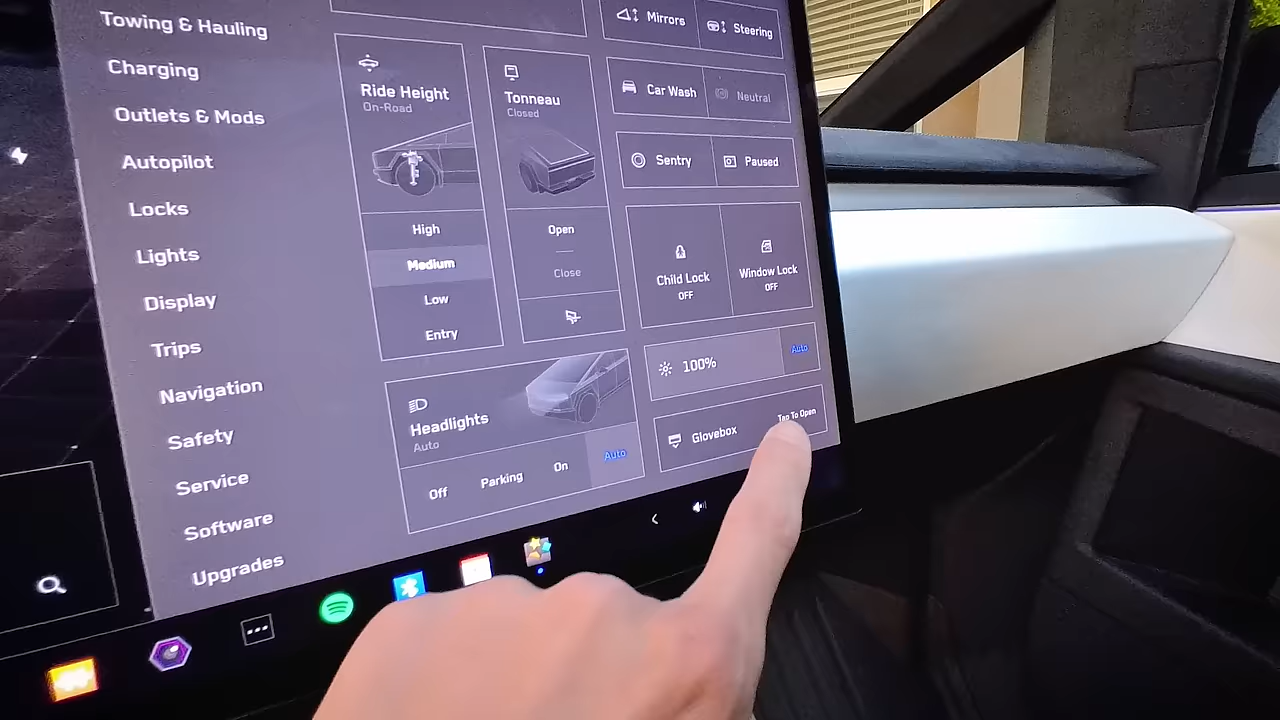 Towing & Hauling
Charging
Outlets & Mods
Autopilot
Locks
Lights
Display
Trips
Navigation
Safety
Service
Software
Upgrades
Ride Height
On-Road
High
Medium
Low
Entry
Tonneau
Closed
Open
Close
Headlights
Auto
Off
Parking
On
Auto
Mirrors
Steering
Car Wash
Neutral
Sentry
Paused
Child Lock
OFF
Window Lock
OFF
100%
Auto
Glovebox
Tap To Open